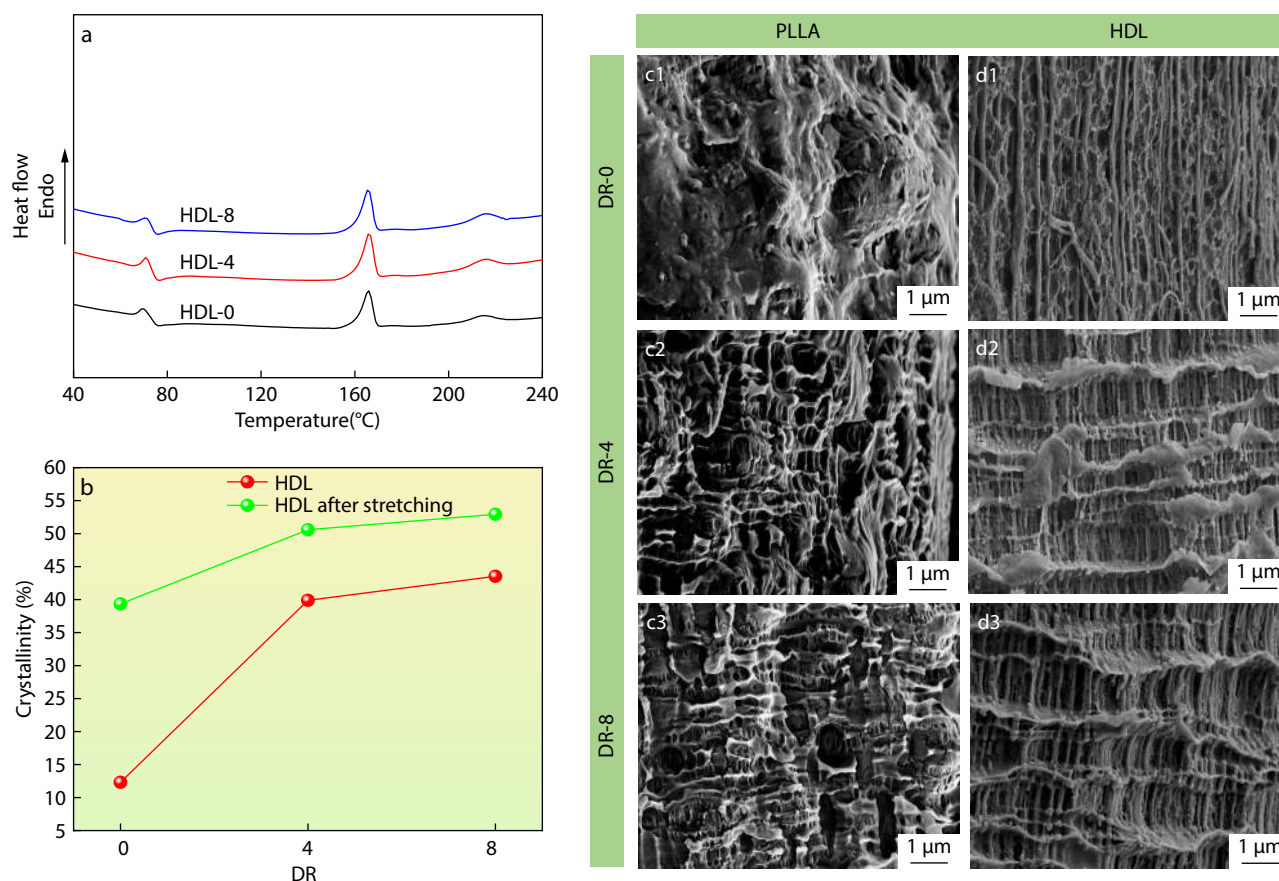 a
Heat flow
Endo
HDL-8
HDL-4
HDL-0
40 80 120 160 200 240
Temperature(°C)
b
HDL
HDL after stretching
60
55
50
45
40
35
30
25
20
15
10
5
Crystallinity (%)
0 4 8
DR
PLLA HDL
DR-0
c1
1 μm
d1
1 μm
DR-4
c2
1 μm
d2
1 μm
DR-8
c3
1 μm
d3
1 μm